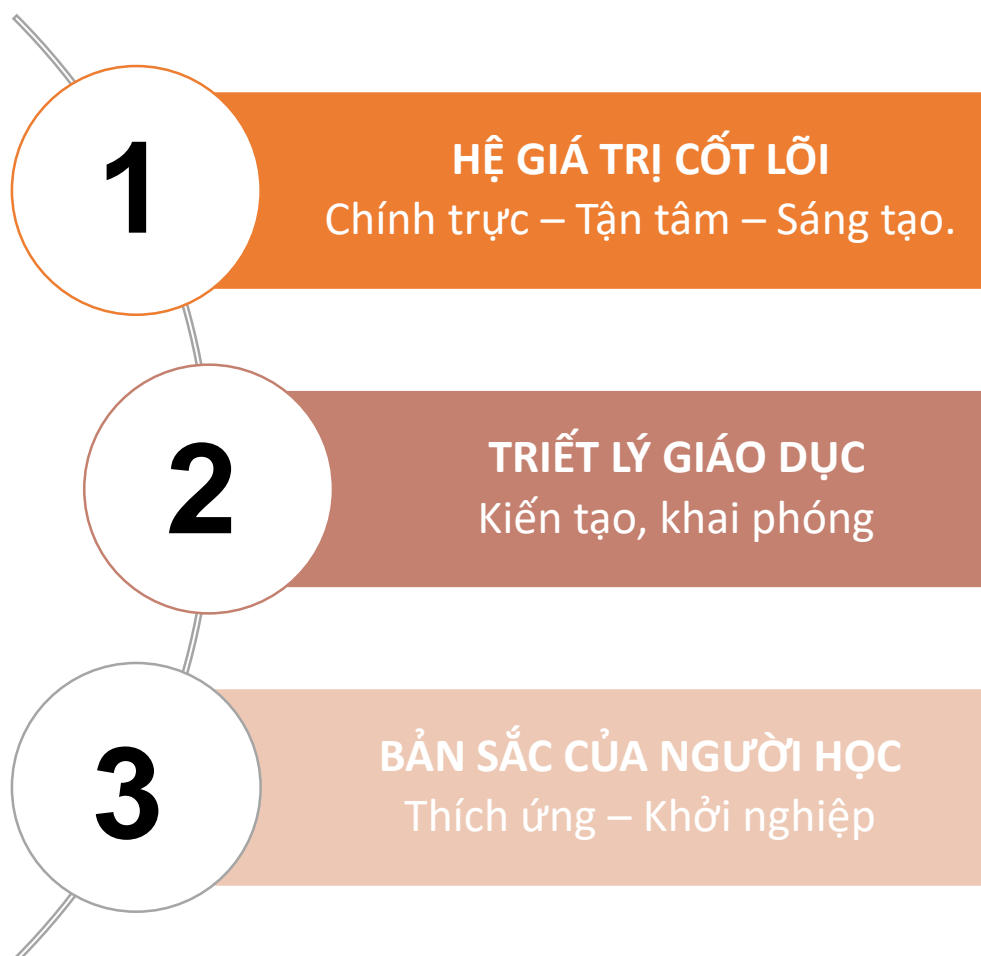 1
HỆ GIÁ TRỊ CỐT LÕI
Chính trực – Tận tâm – Sáng tạo.
2
TRIẾT LÝ GIÁO DỤC
Kiến tạo, khai phóng
3
BẢN SẮC CỦA NGƯỜI HỌC
Thích ứng – Khởi nghiệp